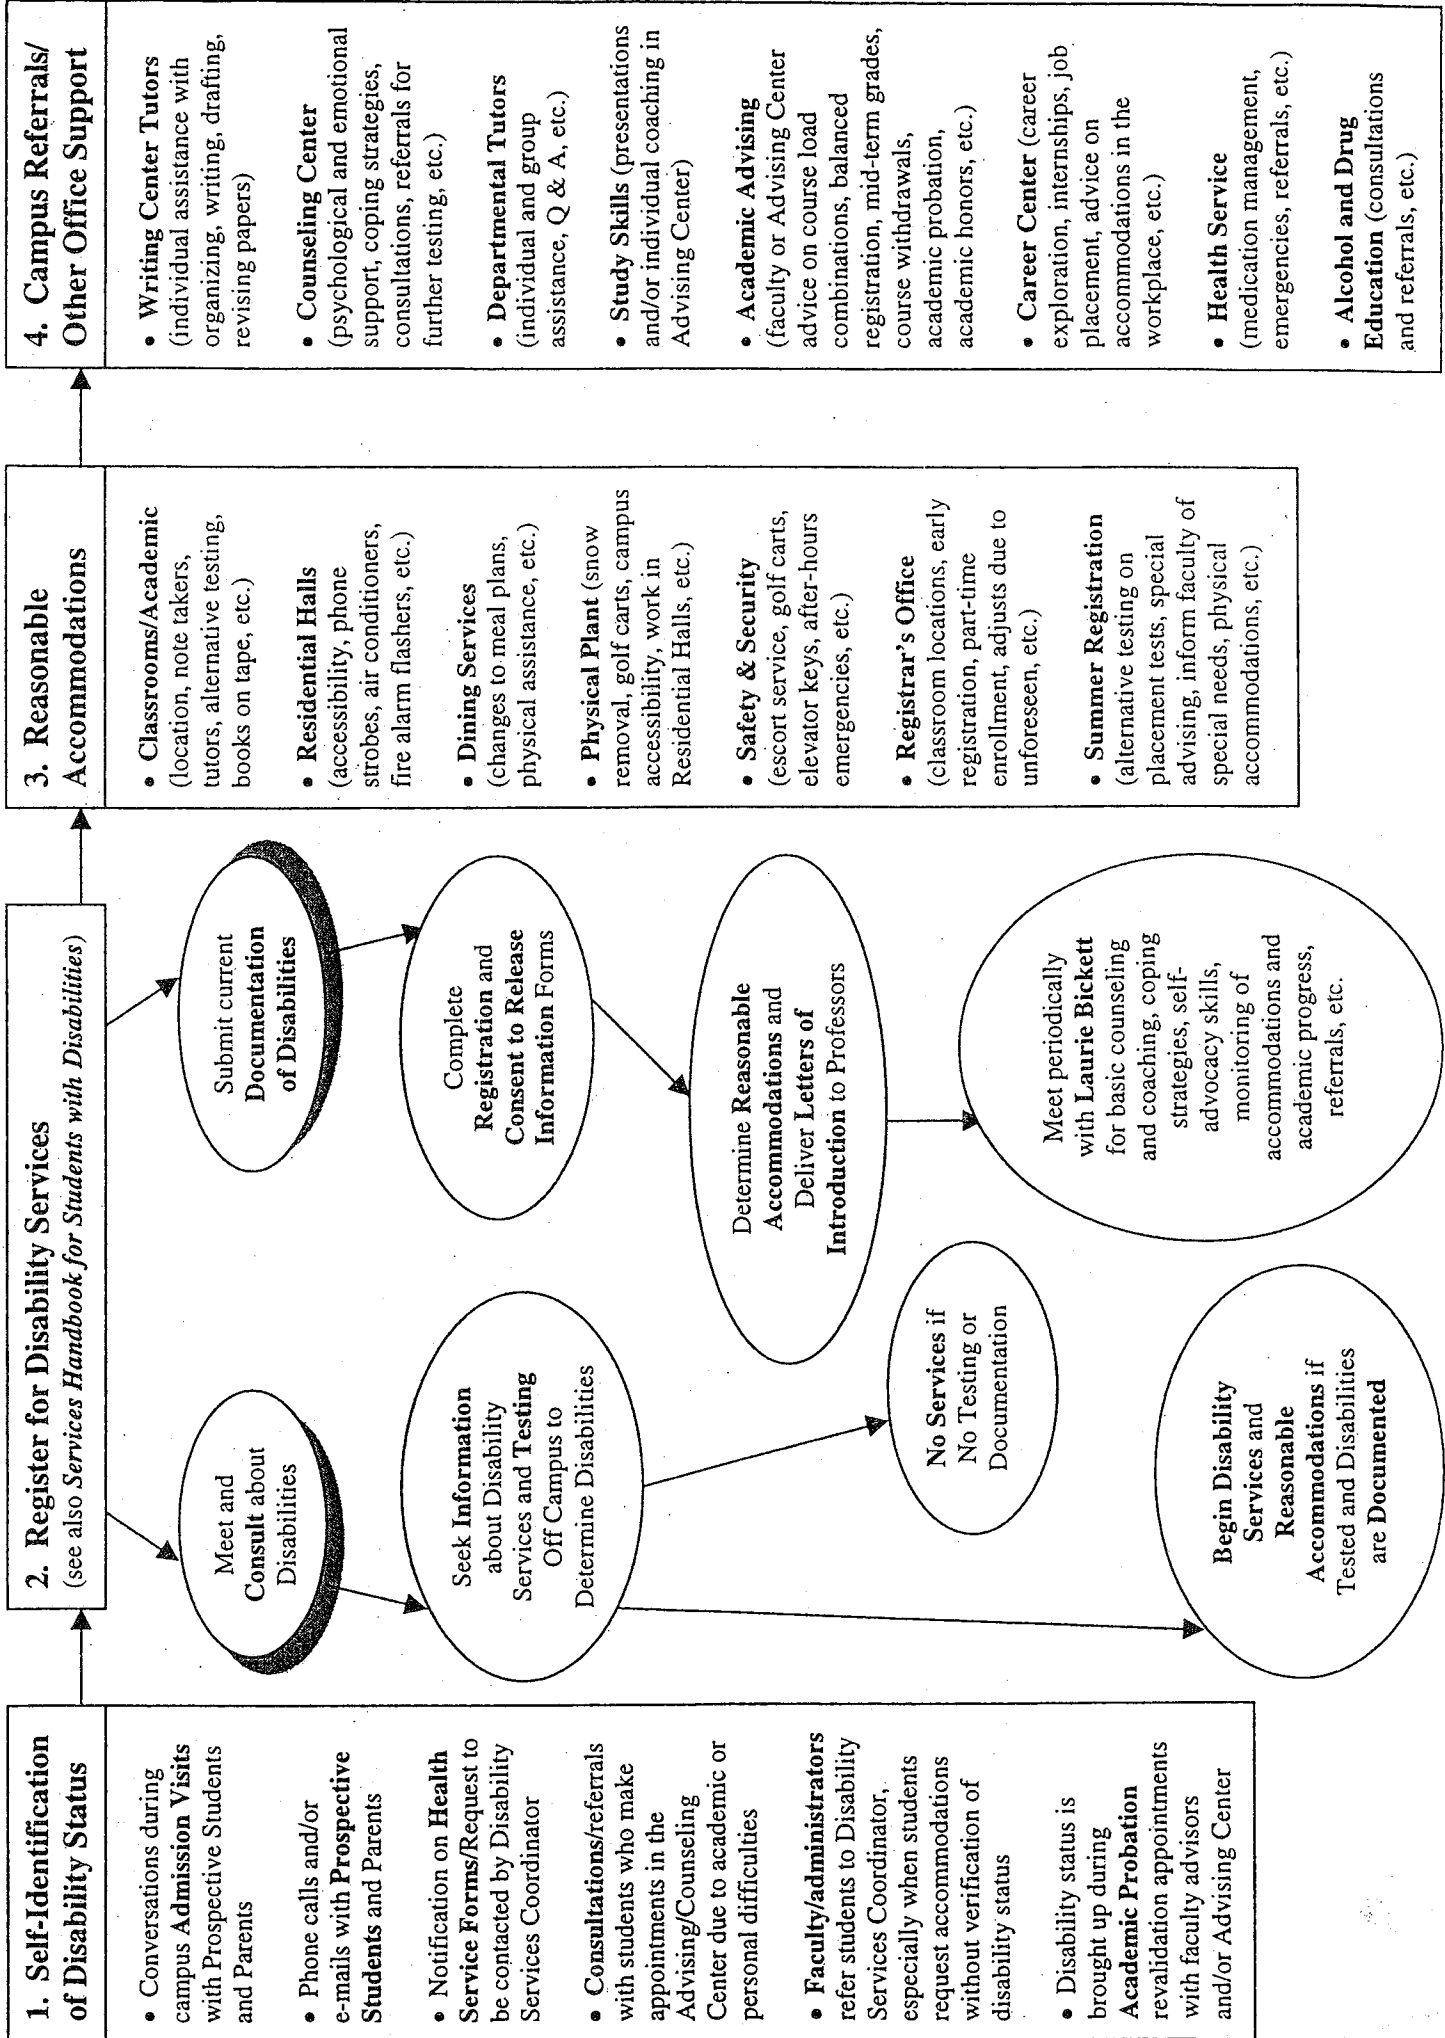 1. Self-Identification
of Disability Status
• Conversations during
campus Admission Visits
with Prospective Students
and Parents
• Phone calls and/or
e-mails with Prospective
Students and Parents
• Notification on Health
Service Forms/Request to
be contacted by Disability
Services Coordinator
• Consultations/referrals
with students who make
appointments in the
Advising/Counseling
Center due to academic or
personal difficulties
• Faculty/administrators
refer students to Disability
Services Coordinator,
especially when students
request accommodations
without verification of
disability status
• Disability status is
brought up during
Academic Probation
revalidation appointments
with faculty advisors
and/or Advising Center
2. Register for Disability Services
(see also Services Handbook for Students with Disabilities)
Meet and
Consult about
Disabilities
Seek Information
about Disability
Services and Testing
Off Campus to
Determine Disabilities
No Services if
No Testing or
Documentation
Begin Disability
Services and
Reasonable
Accommodations if
Tested and Disabilities
are Documented
Submit current
Documentation
of Disabilities
Complete
Registration and
Consent to Release
Information Forms
Determine Reasonable
Accommodations and
Deliver Letters of
Introduction to Professors
Meet periodically
with Laurie Bickett
for basic counseling
and coaching, coping
strategies, self-
advocacy skills,
monitoring of
accommodations and
academic progress,
referrals, etc.
3. Reasonable
Accommodations
• Classrooms/Academic
(location, note takers,
tutors, alternative testing,
books on tape, etc.)
• Residential Halls
(accessibility, phone
strobes, air conditioners,
fire alarm flashers, etc.)
• Dining Services
(changes to meal plans,
physical assistance, etc.)
• Physical Plant (snow
removal, golf carts, campus
accessibility, work in
Residential Halls, etc.)
• Safety & Security
(escort service, golf carts,
elevator keys, after-hours
emergencies, etc.)
• Registrar's Office
(classroom locations, early
registration, part-time
enrollment, adjusts due to
unforeseen, etc.)
• Summer Registration
(alternative testing on
placement tests, special
advising, inform faculty of
special needs, physical
accommodations, etc.)
4. Campus Referrals/
Other Office Support
• Writing Center Tutors
(individual assistance with
organizing, writing, drafting,
revising papers)
• Counseling Center
(psychological and emotional
support, coping strategies,
consultations, referrals for
further testing, etc.)
• Departmental Tutors
(individual and group
assistance, Q & A, etc.)
• Study Skills (presentations
and/or individual coaching in
Advising Center)
• Academic Advising
(faculty or Advising Center
advice on course load
combinations, balanced
registration, mid-term grades,
course withdrawals,
academic probation,
academic honors, etc.)
• Career Center (career
exploration, internships, job
placement, advice on
accommodations in the
workplace, etc.)
• Health Service
(medication management,
emergencies, referrals, etc.)
• Alcohol and Drug
Education (consultations
and referrals, etc.)